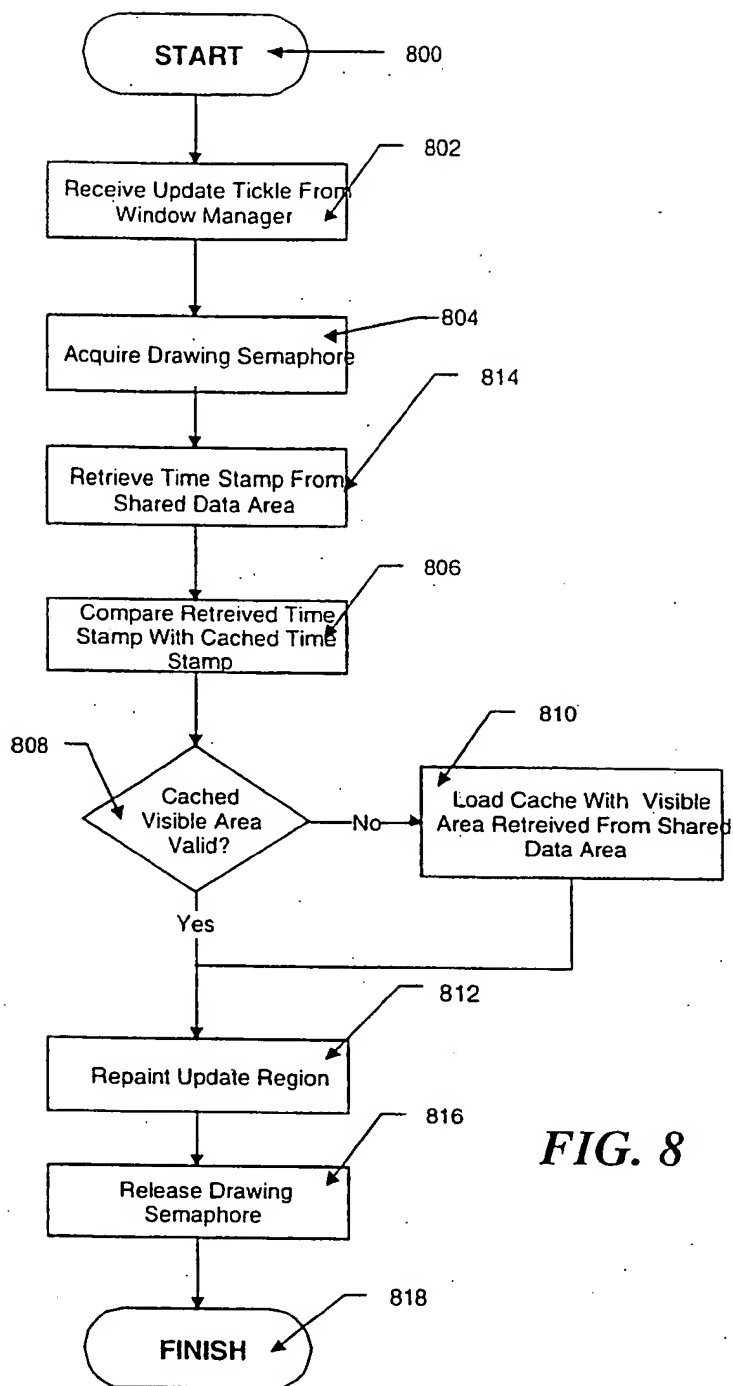 START
800
802
Receive Update Tickle From
Window Manager
804
Acquire Drawing Semaphore
814
Retrieve Time Stamp From
Shared Data Area
806
Compare Retreived Time
Stamp With Cached Time
Stamp
808
810
Cached
Visible Area
Valid?
No
Load Cache With Visible
Area Retreived From Shared
Data Area
Yes
812
Repaint Update Region
816
Release Drawing
Semaphore
FIG. 8
818
FINISH